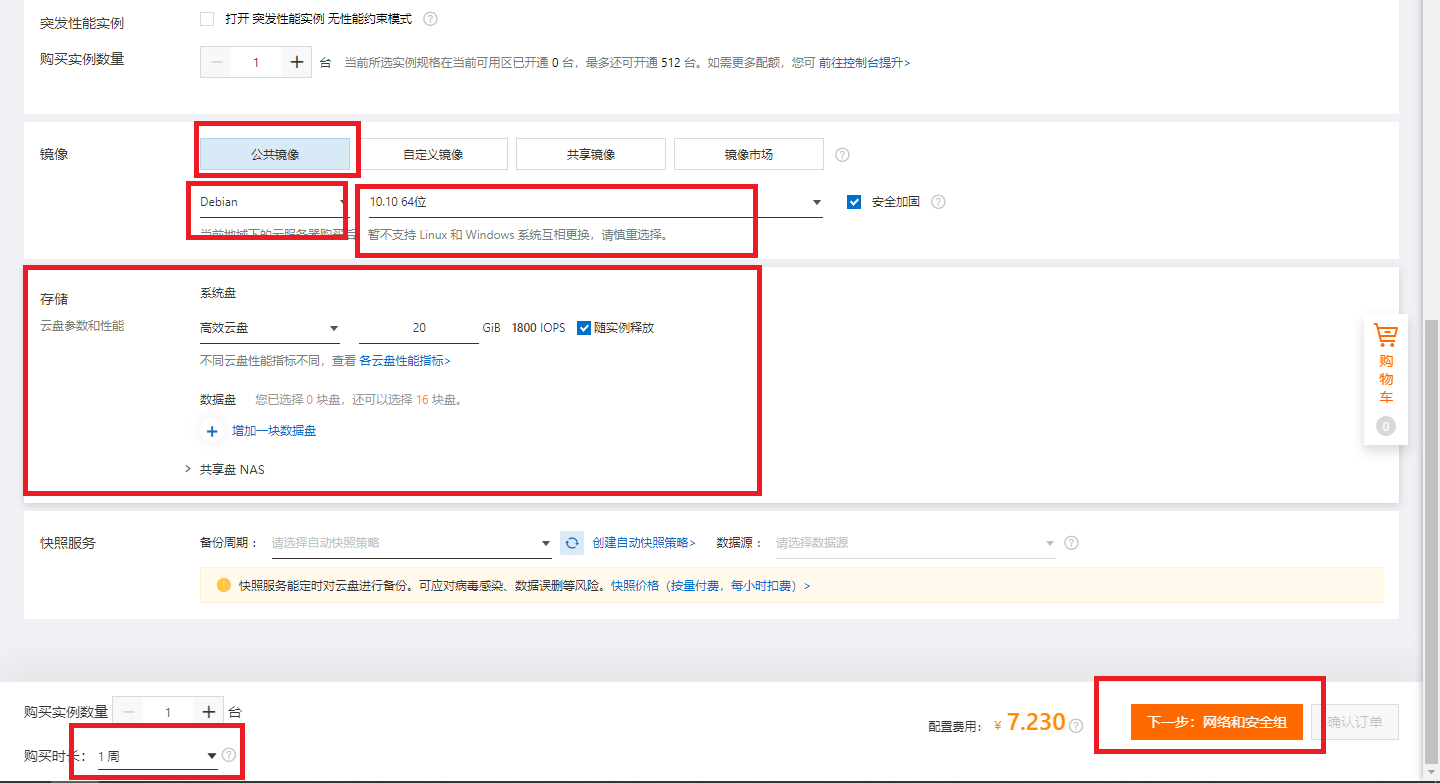 突发性能实例 打开 突发性能实例 无性能约束模式 ?
购买实例数量 − 1 + 台 当前所选实例规格在当前可用区已开通 0 台，最多还可开通 512 台。如需更多配额，您可 前往控制台提升>
镜像 公共镜像 自定义镜像 共享镜像 镜像市场 ?
Debian 10.10 64位 安全加固 ?
当前地域下的云服务器购买后 暂不支持 Linux 和 Windows 系统互相更换，请慎重选择。
系统盘
存储
云盘参数和性能
高效云盘 20 GiB 1800 IOPS 随实例释放
不同云盘性能指标不同，查看 各云盘性能指标>
数据盘 您已选择 0 块盘，还可以选择 16 块盘。
+ 增加一块数据盘
> 共享盘 NAS
快照服务 备份周期： 请选择自动快照策略 创建自动快照策略> 数据源： 请选择数据源 ?
! 快照服务能定时对云盘进行备份。可应对病毒感染、数据误删等风险。快照价格（按量付费，每小时扣费）>
购
物
车
0
购买实例数量 − 1 + 台
购买时长： 1 周 ?
配置费用： ¥ 7.230 ?
下一步：网络和安全组 确认订单